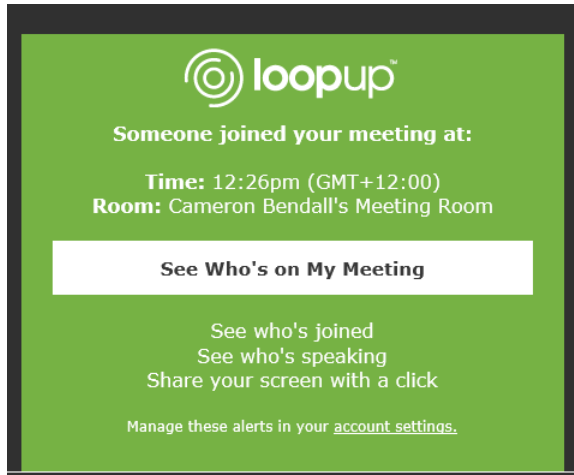 loopup™
Someone joined your meeting at:
Time: 12:26pm (GMT+12:00)
Room: Cameron Bendall's Meeting Room
See Who's on My Meeting
See who's joined
See who's speaking
Share your screen with a click
Manage these alerts in your account settings.